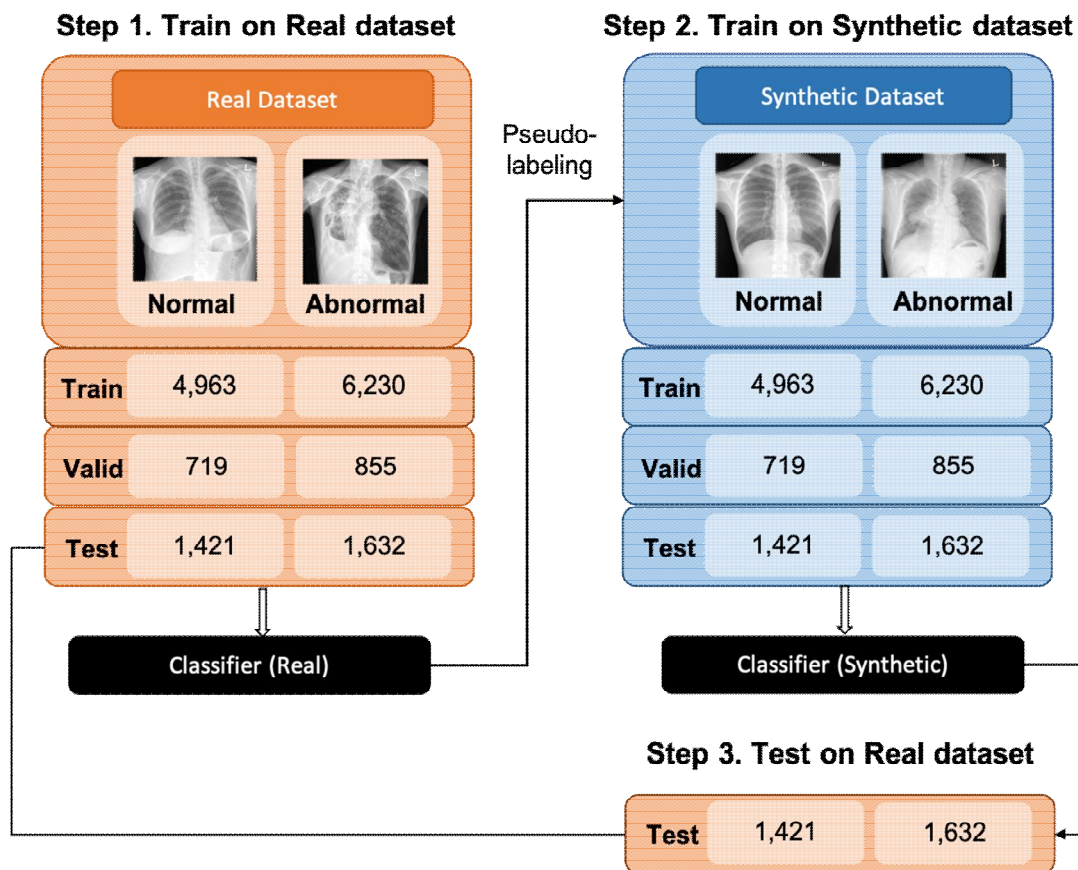 Step 1. Train on Real dataset
Real Dataset
L
L
Normal
Abnormal
Train
4,963
6,230
Valid
719
855
Test
1,421
1,632
Classifier (Real)
Pseudo-
labeling
Step 2. Train on Synthetic dataset
Synthetic Dataset
L
L
Normal
Abnormal
Train
4,963
6,230
Valid
719
855
Test
1,421
1,632
Classifier (Synthetic)
Step 3. Test on Real dataset
Test
1,421
1,632